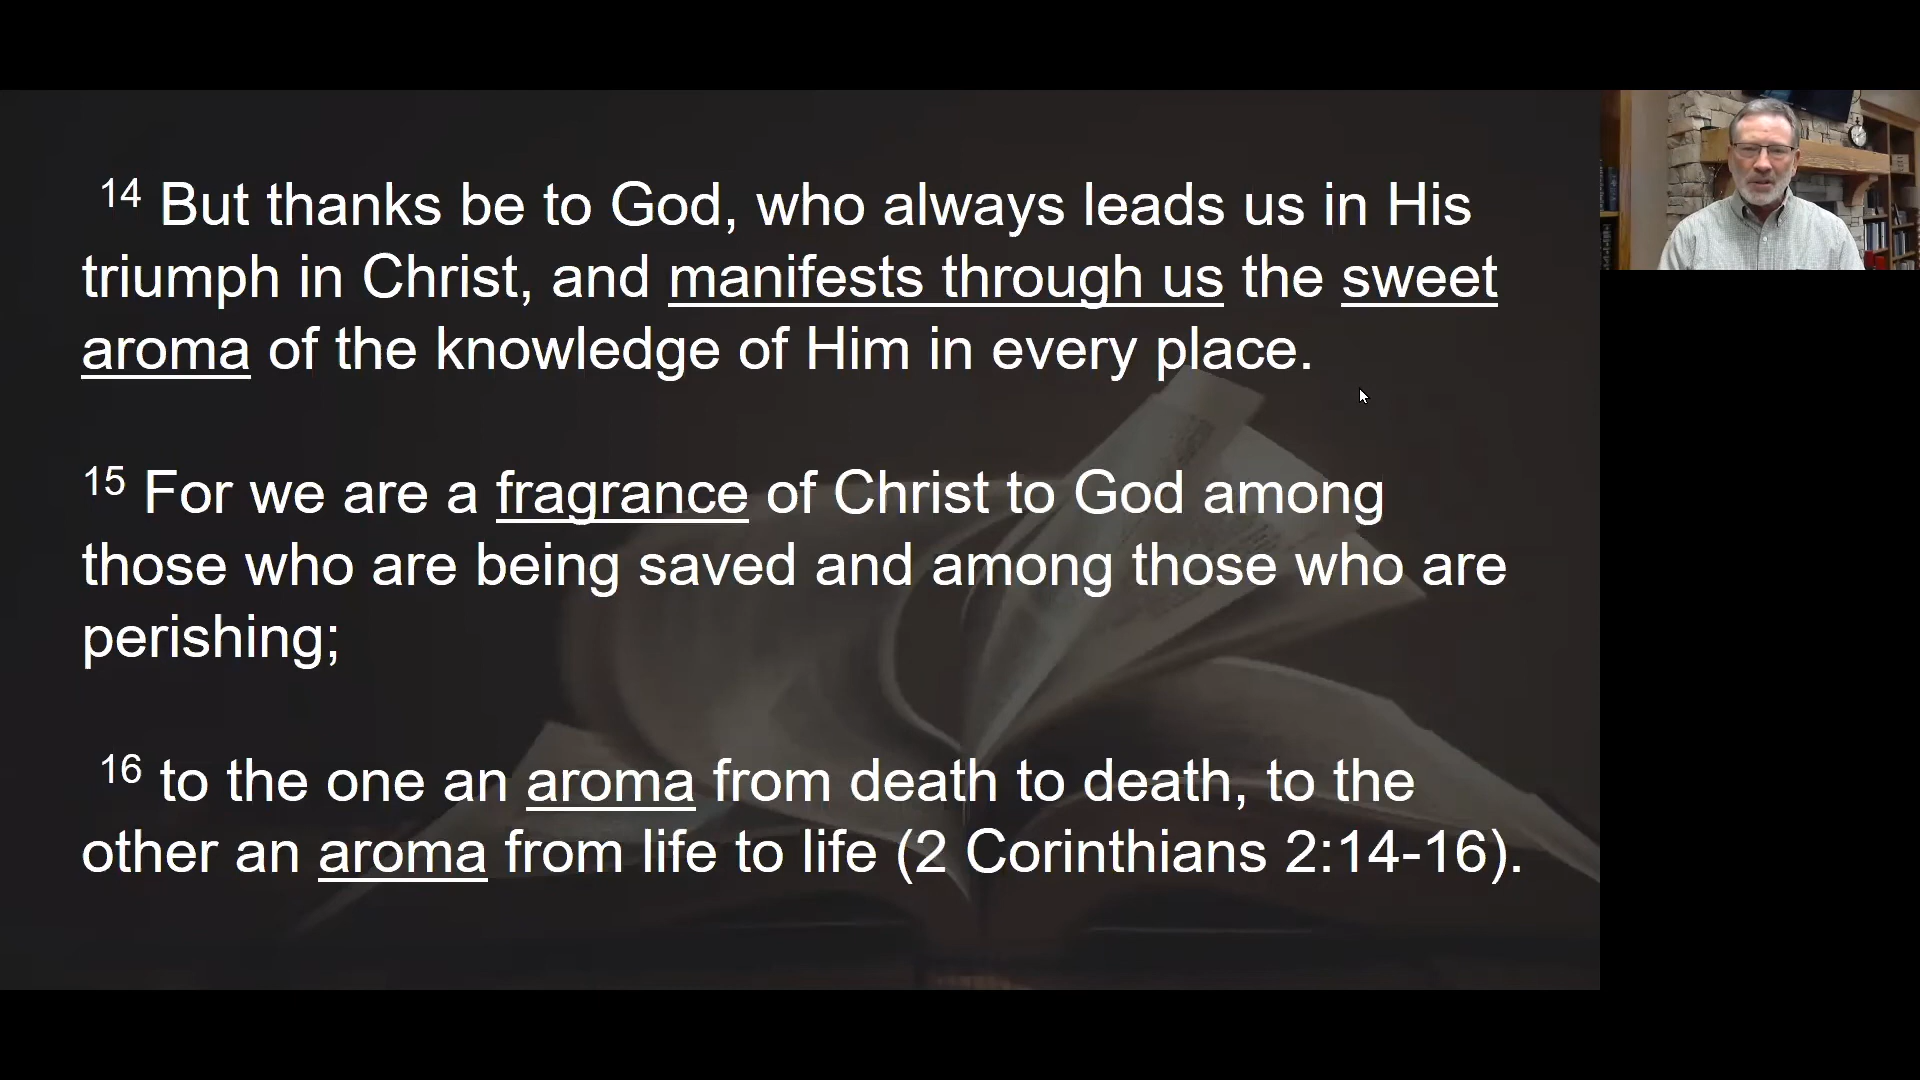 14 But thanks be to God, who always leads us in His
triumph in Christ, and manifests through us the sweet
aroma of the knowledge of Him in every place.
15 For we are a fragrance of Christ to God among
those who are being saved and among those who are
perishing;
16 to the one an aroma from death to death, to the
other an aroma from life to life (2 Corinthians 2:14-16).